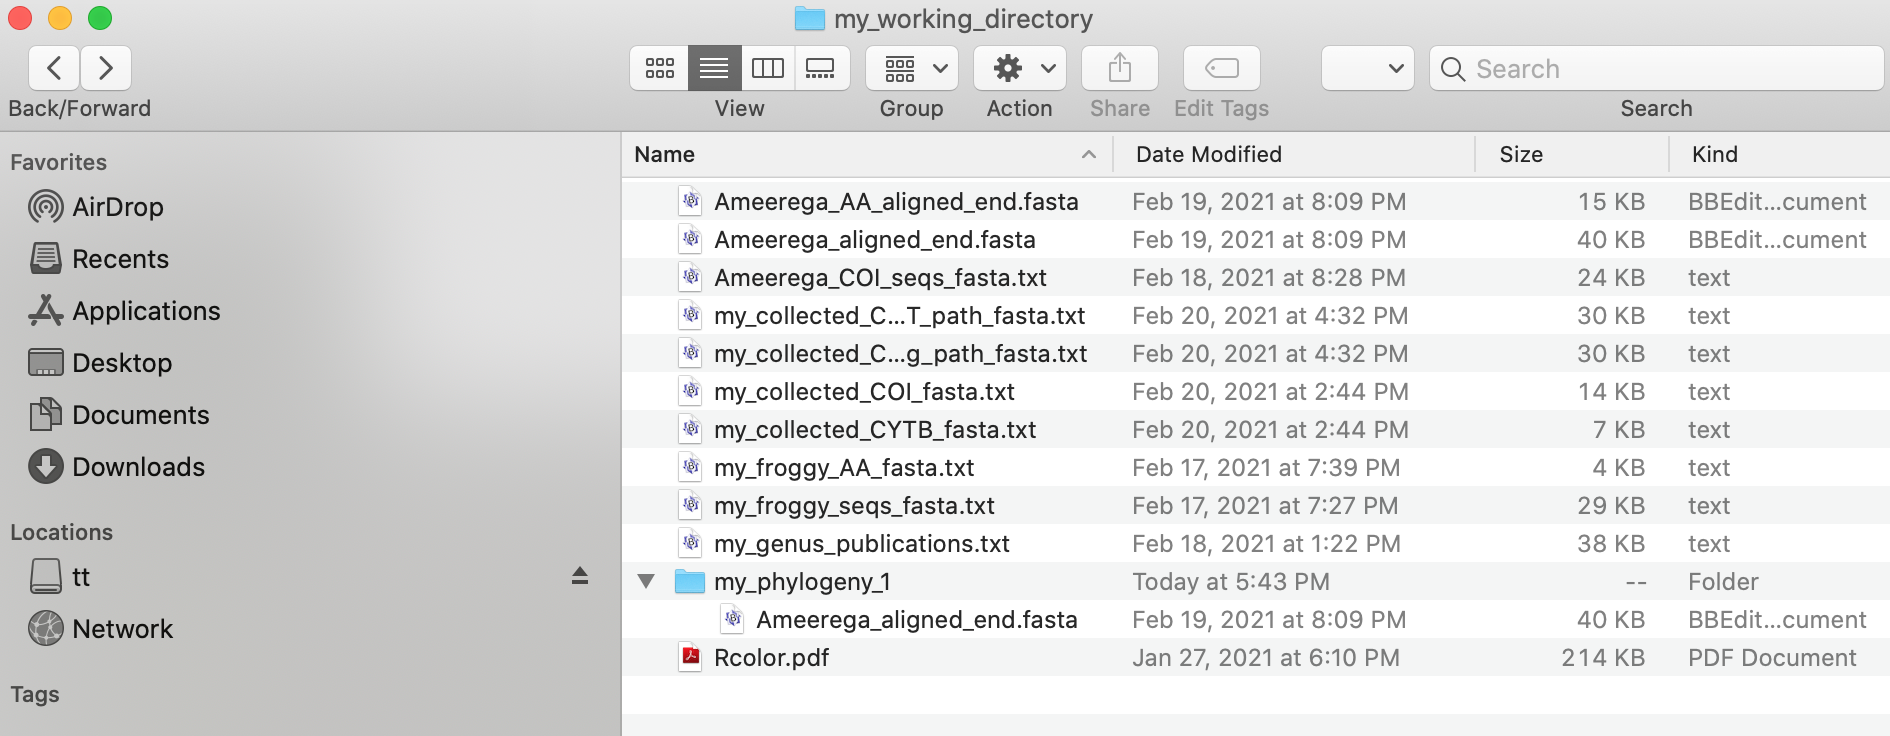 my_working_directory
Search
Back/Forward View Group Action Share Edit Tags Search
Favorites
AirDrop
Recents
Applications
Desktop
Documents
Downloads
Locations
tt
Network
Tags
Name Date Modified Size Kind
Ameerega_AA_aligned_end.fasta Feb 19, 2021 at 8:09 PM 15 KB BBEdit...cument
Ameerega_aligned_end.fasta Feb 19, 2021 at 8:09 PM 40 KB BBEdit...cument
Ameerega_COI_seqs_fasta.txt Feb 18, 2021 at 8:28 PM 24 KB text
my_collected_C...T_path_fasta.txt Feb 20, 2021 at 4:32 PM 30 KB text
my_collected_C...g_path_fasta.txt Feb 20, 2021 at 4:32 PM 30 KB text
my_collected_COI_fasta.txt Feb 20, 2021 at 2:44 PM 14 KB text
my_collected_CYTB_fasta.txt Feb 20, 2021 at 2:44 PM 7 KB text
my_froggy_AA_fasta.txt Feb 17, 2021 at 7:39 PM 4 KB text
my_froggy_seqs_fasta.txt Feb 17, 2021 at 7:27 PM 29 KB text
my_genus_publications.txt Feb 18, 2021 at 1:22 PM 38 KB text
my_phylogeny_1 Today at 5:43 PM -- Folder
Ameerega_aligned_end.fasta Feb 19, 2021 at 8:09 PM 40 KB BBEdit...cument
Rcolor.pdf Jan 27, 2021 at 6:10 PM 214 KB PDF Document